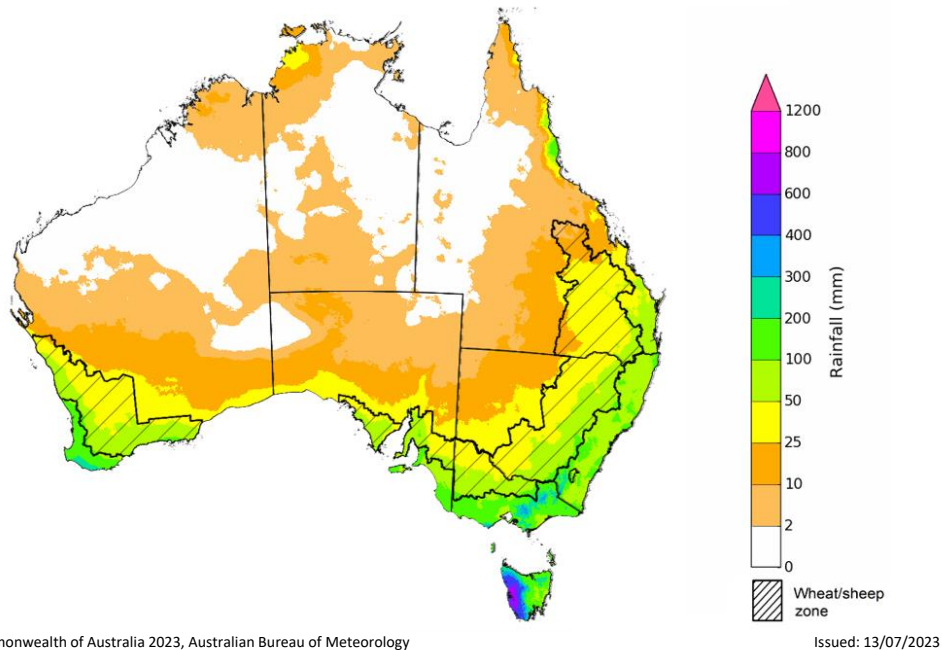 1200
800
600
400
300
200
100
50
25
10
2
0
Rainfall (mm)
Wheat/sheep
zone
monwealth of Australia 2023, Australian Bureau of Meteorology
Issued: 13/07/2023